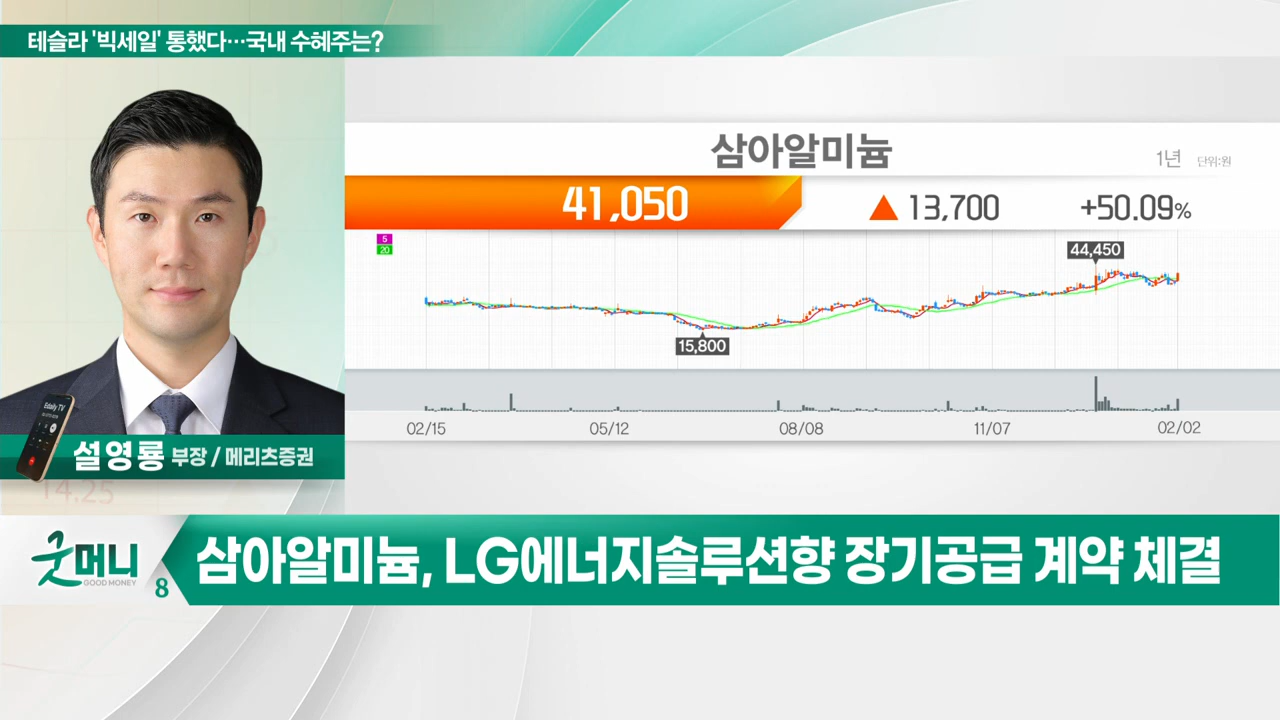 테슬라 '빅세일' 통했다…국내 수혜주는?
삼아알미늄
1년 단위:원
41,050 ▲ 13,700 +50.09%
5
20
44,450
15,800
02/15 05/12 08/08 11/07 02/02
Edaily TV
설영룡 부장 / 메리츠증권
14.25
굿머니
GOOD MONEY
8
삼아알미늄, LG에너지솔루션향 장기공급 계약 체결